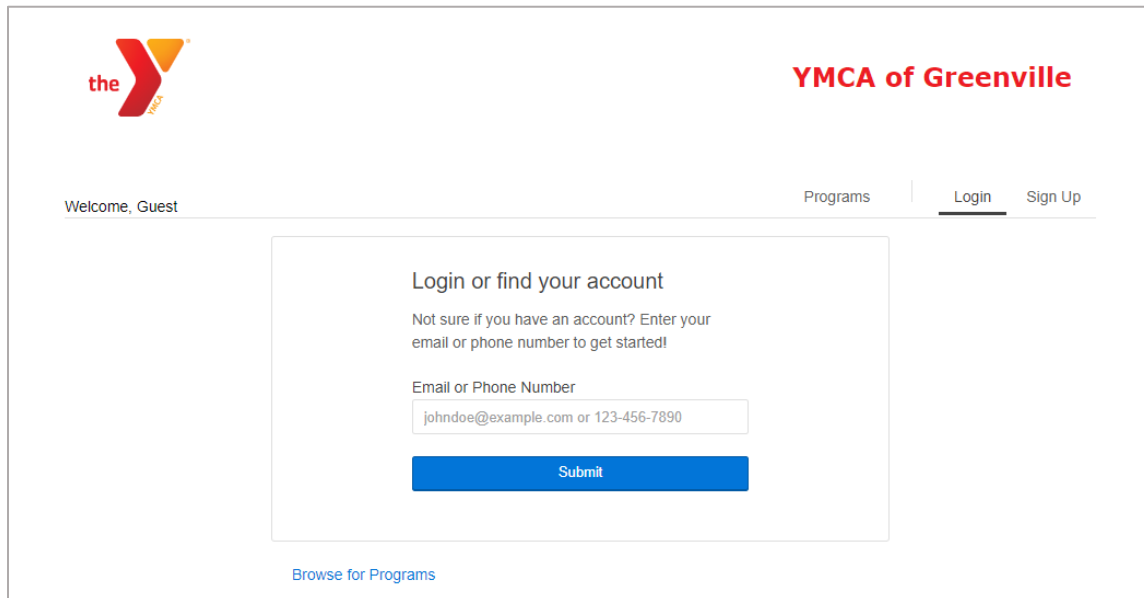 the
YMCA
YMCA of Greenville
Welcome, Guest
Programs
Login
Sign Up
Login or find your account
Not sure if you have an account? Enter your
email or phone number to get started!
Email or Phone Number
johndoe@example.com or 123-456-7890
Submit
Browse for Programs